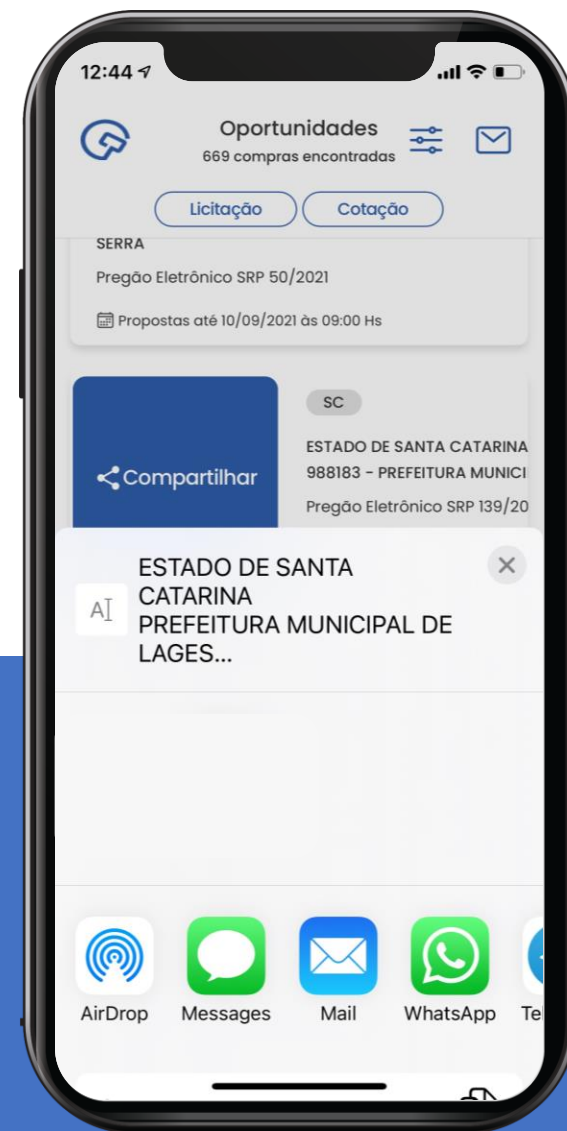 12:44
Oportunidades
669 compras encontradas
Licitação
Cotação
SERRA
Pregão Eletrônico SRP 50/2021
Propostas até 10/09/2021 às 09:00 Hs
Compartilhar
SC
ESTADO DE SANTA CATARINA
988183 - PREFEITURA MUNICI
Pregão Eletrônico SRP 139/20
ESTADO DE SANTA
CATARINA
PREFEITURA MUNICIPAL DE
LAGES...
AirDrop
Messages
Mail
WhatsApp
Tel